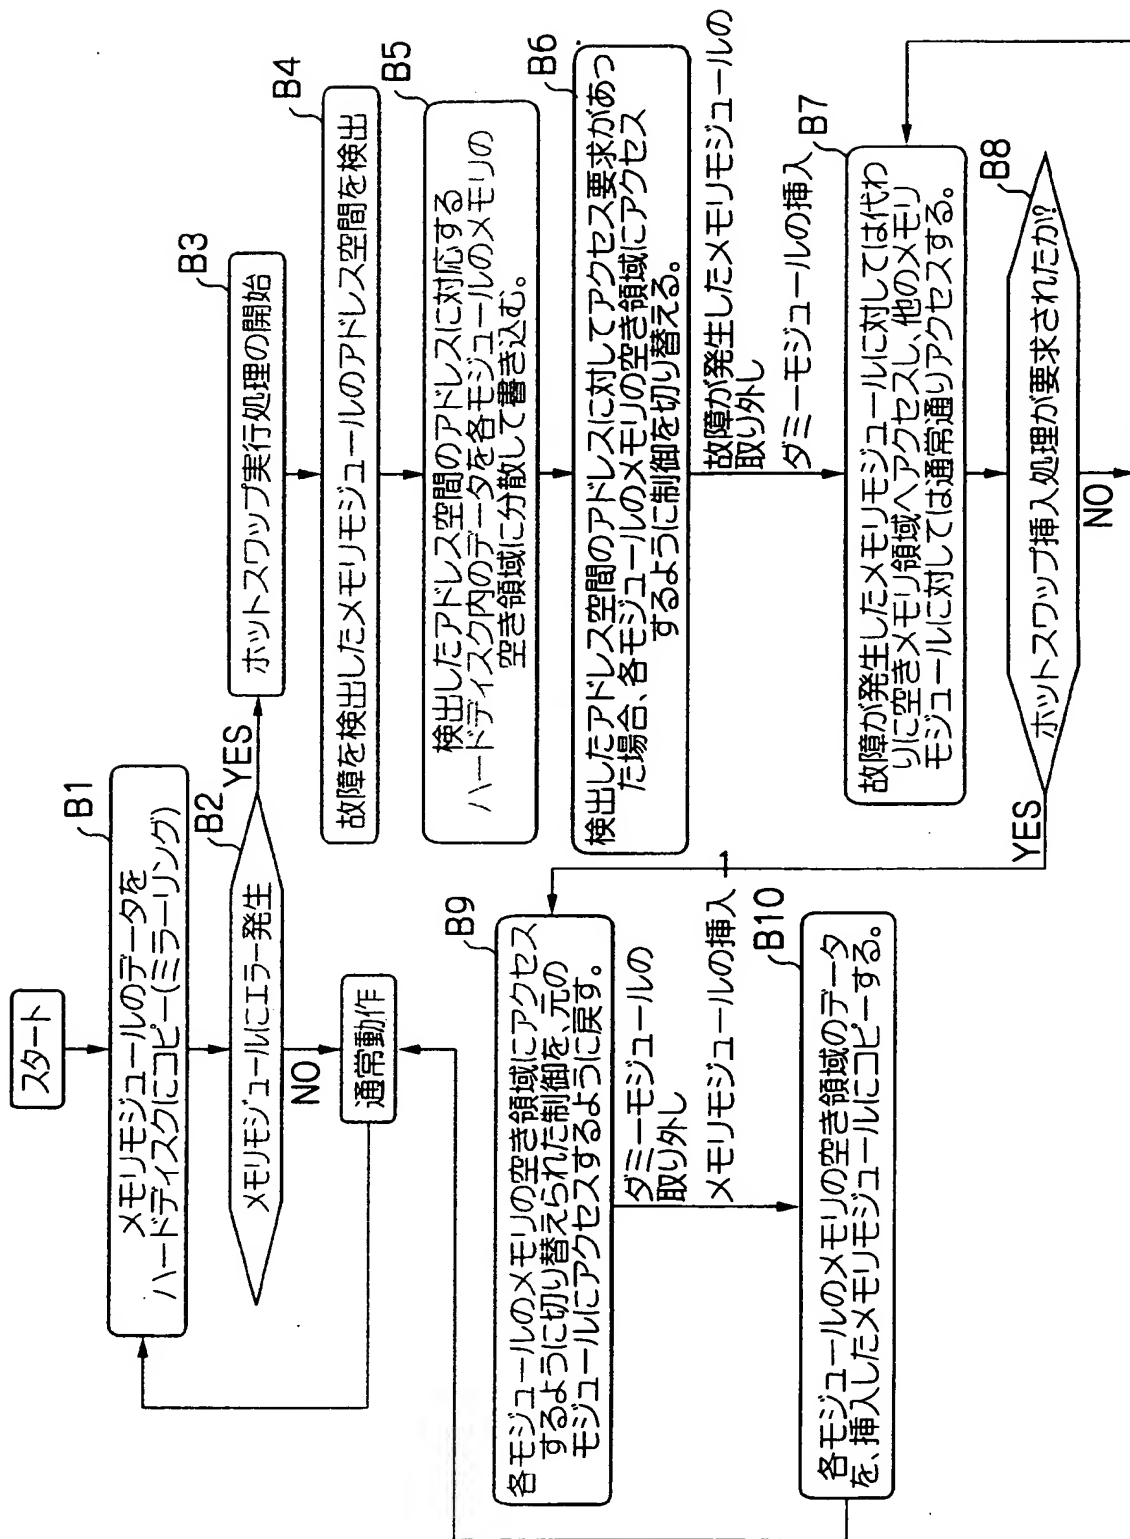 スタート
B1
メモリモジュールのデータを
ハードディスクにコピー(ミラーリング)
B2
メモリモジュールにエラー発生
YES
NO
通常動作
B3
ホットスワップ実行処理の開始
B4
故障を検出したメモリモジュールのアドレス空間を検出
B5
検出したアドレス空間のアドレスに対応する
ハードディスク内のデータを各モジュールのメモリの
空き領域に分散して書き込む。
B6
検出したアドレス空間のアドレスに対してアクセス要求があっ
た場合、各モジュールのメモリの空き領域にアクセス
するように制御を切り替える。
故障が発生したメモリモジュールの
取り外し
ダミーモジュールの挿入
B7
故障が発生したメモリモジュールに対しては代わ
りに空きメモリ領域へアクセスし、他のメモリ
モジュールに対しては通常通りアクセスする。
B8
ホットスワップ挿入処理が要求されたか?
NO
YES
B9
各モジュールのメモリの空き領域にアクセス
するように切り替えられた制御を、元の
モジュールにアクセスするように戻す。
ダミーモジュールの
取り外し
メモリモジュールの挿入
B10
各モジュールのメモリの空き領域のデータ
を、挿入したメモリモジュールにコピーする。